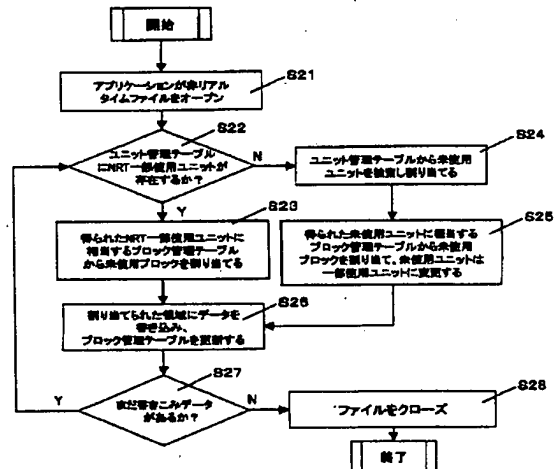 開始
S21
アプリケーションが非リアル
タイムファイルをオープン
S22
ユニット管理テーブル
にNRT一部使用ユニットが
存在するか?
N
S24
ユニット管理テーブルから未使用
ユニットを検索し割り当てる
Y
S23
得られたNRT一部使用ユニットに
相当するブロック管理テーブル
から未使用ブロックを割り当てる
S25
得られた未使用ユニットに相当する
ブロック管理テーブルから未使用
ブロックを割り当て、未使用ユニットは
一部使用ユニットに変更する
S26
割り当てられた領域にデータを
書き込み、
ブロック管理テーブルを更新する
S27
まだ書きこみデータ
があるか?
Y
N
S28
ファイルをクローズ
終了